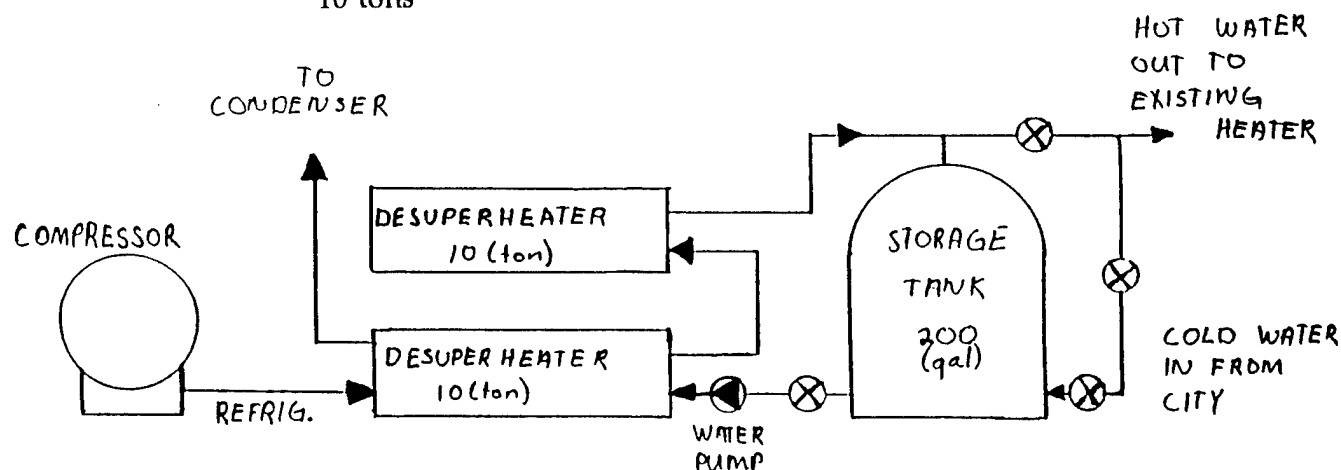 10 tons
TO
CONDENSER
HOT WATER
OUT TO
EXISTING
HEATER
COMPRESSOR
DESUPERHEATER
10 (ton)
STORAGE
TANK
200
(gal)
DESUPER HEATER
10 (ton)
REFRIG.
WATER
PUMP
COLD WATER
IN FROM
CITY